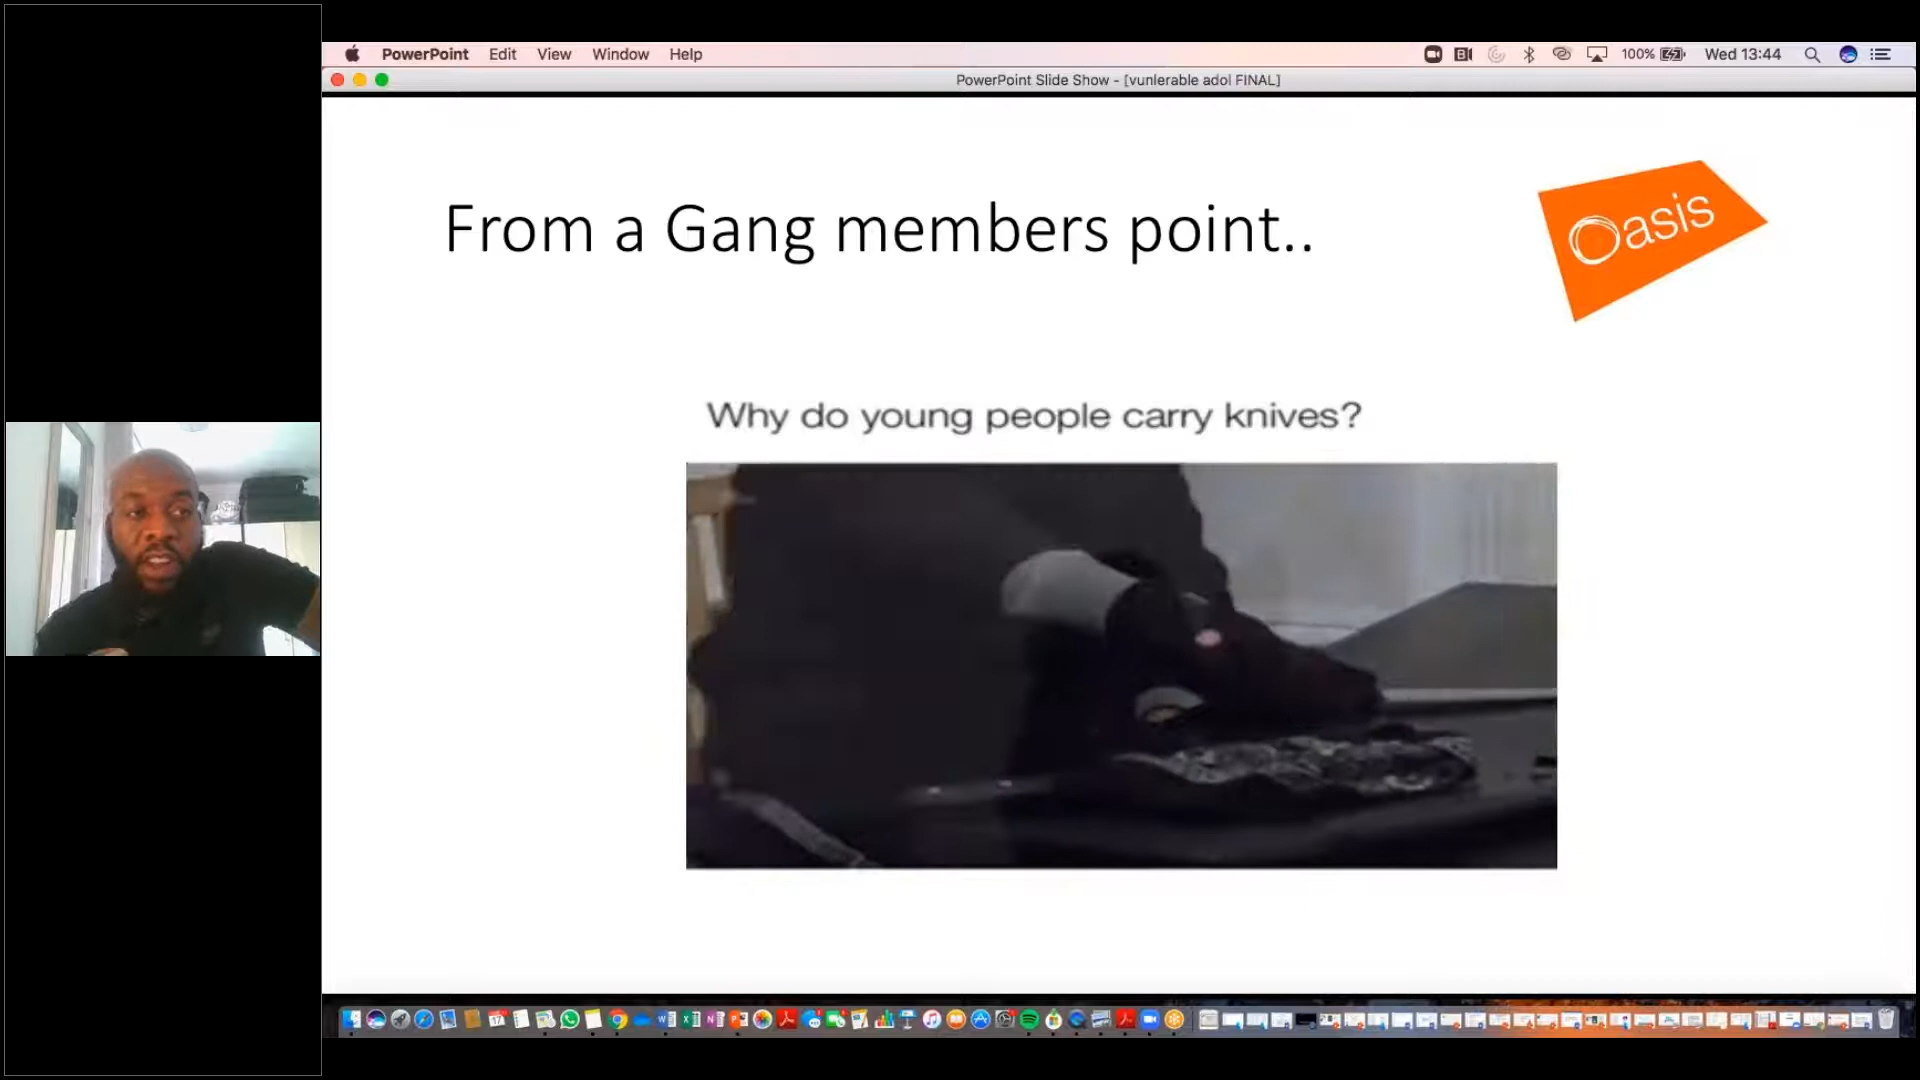 PowerPoint Edit View Window Help 100% Wed 13:44
PowerPoint Slide Show - [vunlerable adol FINAL]
From a Gang members point..
Oasis
Why do young people carry knives?